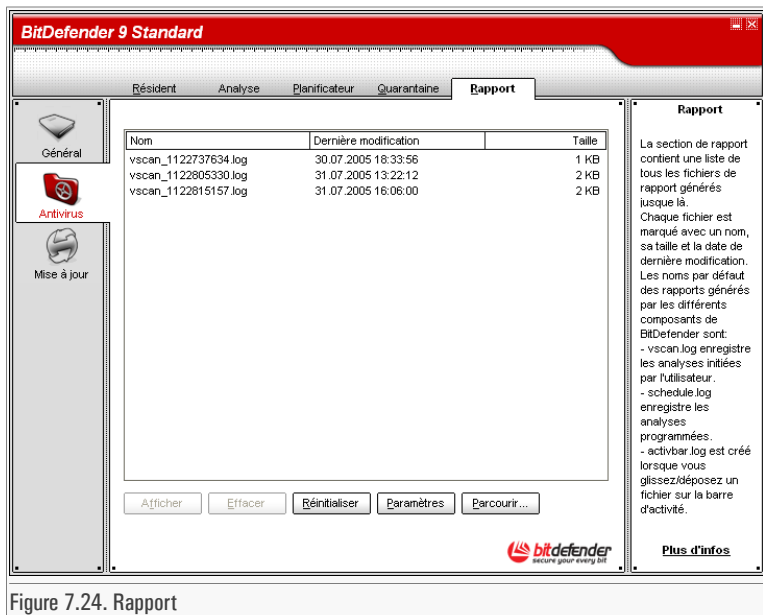 BitDefender 9 Standard
Résident Analyse Planificateur Quarantaine Rapport
Général
Antivirus
Mise à jour
Nom Dernière modification Taille
vscan_1122737634.log 30.07.2005 18:33:56 1 KB
vscan_1122805330.log 31.07.2005 13:22:12 2 KB
vscan_1122815157.log 31.07.2005 16:06:00 2 KB
Afficher Effacer Réinitialiser Paramètres Parcourir...
bitdefender
secure your every bit
Rapport
La section de rapport
contient une liste de
tous les fichiers de
rapport générés
jusque là.
Chaque fichier est
marqué avec un nom,
sa taille et la date de
dernière modification.
Les noms par défaut
des rapports générés
par les différents
composants de
BitDefender sont:
- vscan.log enregistre
les analyses initiées
par l'utilisateur.
- schedule.log
enregistre les
analyses
programmées.
- activbar.log est créé
lorsque vous
glissez/déposez un
fichier sur la barre
d'activité.
Plus d'infos
Figure 7.24. Rapport